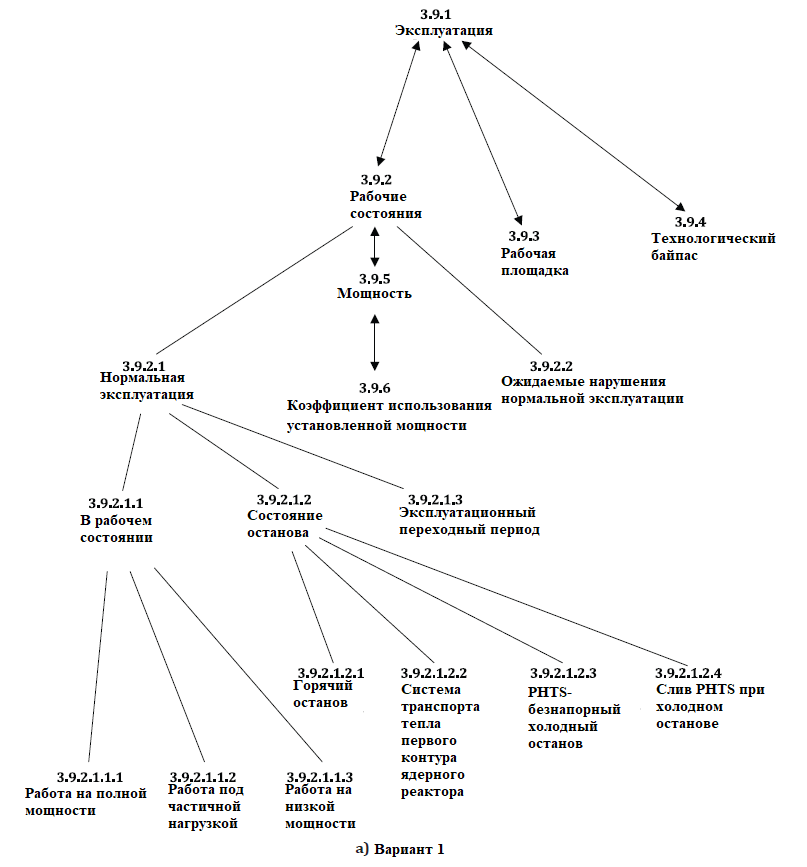 3.9.1
Эксплуатация
3.9.2
Рабочие
состояния
3.9.3
Рабочая
площадка
3.9.4
Технологический
байпас
3.9.5
Мощность
3.9.2.1
Нормальная
эксплуатация
3.9.6
Коэффициент использования
установленной мощности
3.9.2.2
Ожидаемые нарушения
нормальной эксплуатации
3.9.2.1.1
В рабочем
состоянии
3.9.2.1.2
Состояние
останова
3.9.2.1.3
Эксплуатационный
переходный период
3.9.2.1.2.1
Горячий
останов
3.9.2.1.2.2
Система
транспорта
тепла
первого
контура
ядерного
реактора
3.9.2.1.2.3
PHTS-
безнапорный
холодный
останов
3.9.2.1.2.4
Слив PHTS при
холодном
останове
3.9.2.1.1.1
Работа на полной
мощности
3.9.2.1.1.2
Работа под
частичной
нагрузкой
3.9.2.1.1.3
Работа на
низкой
мощности
а) Вариант 1